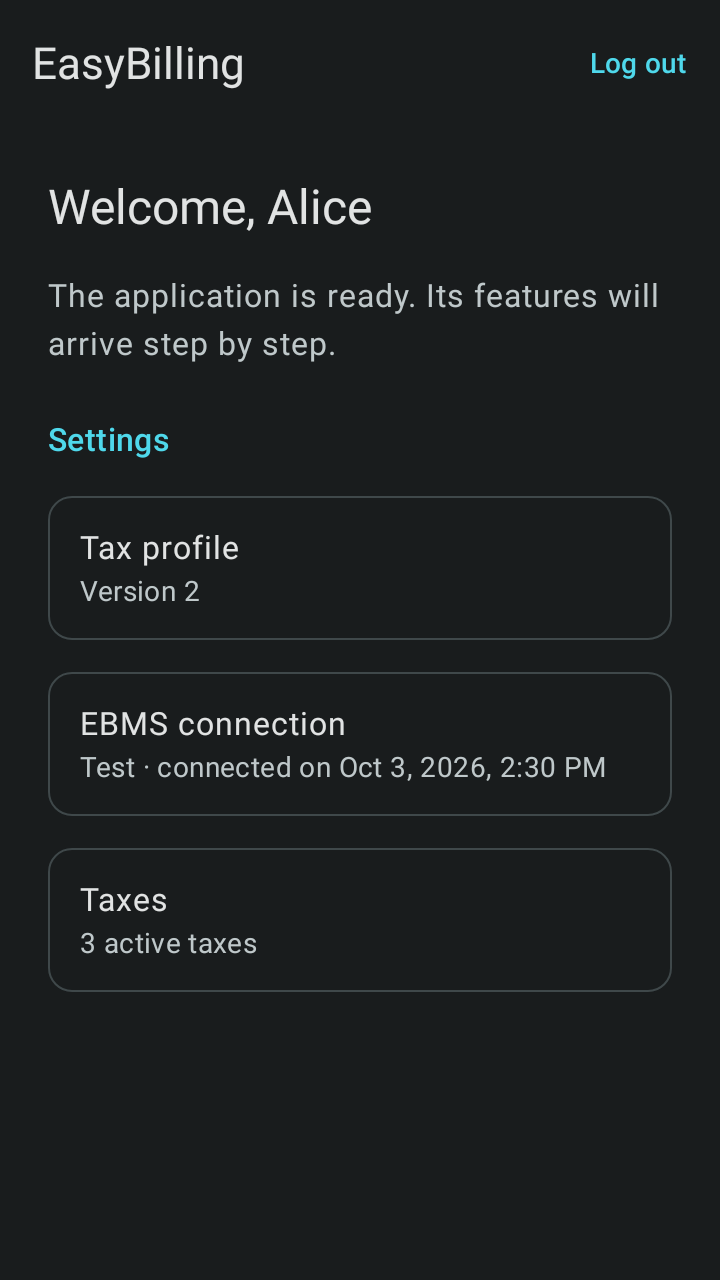 EasyBilling
Log out
Welcome, Alice
The application is ready. Its features will
arrive step by step.
Settings
Tax profile
Version 2
EBMS connection
Test · connected on Oct 3, 2026, 2:30 PM
Taxes
3 active taxes